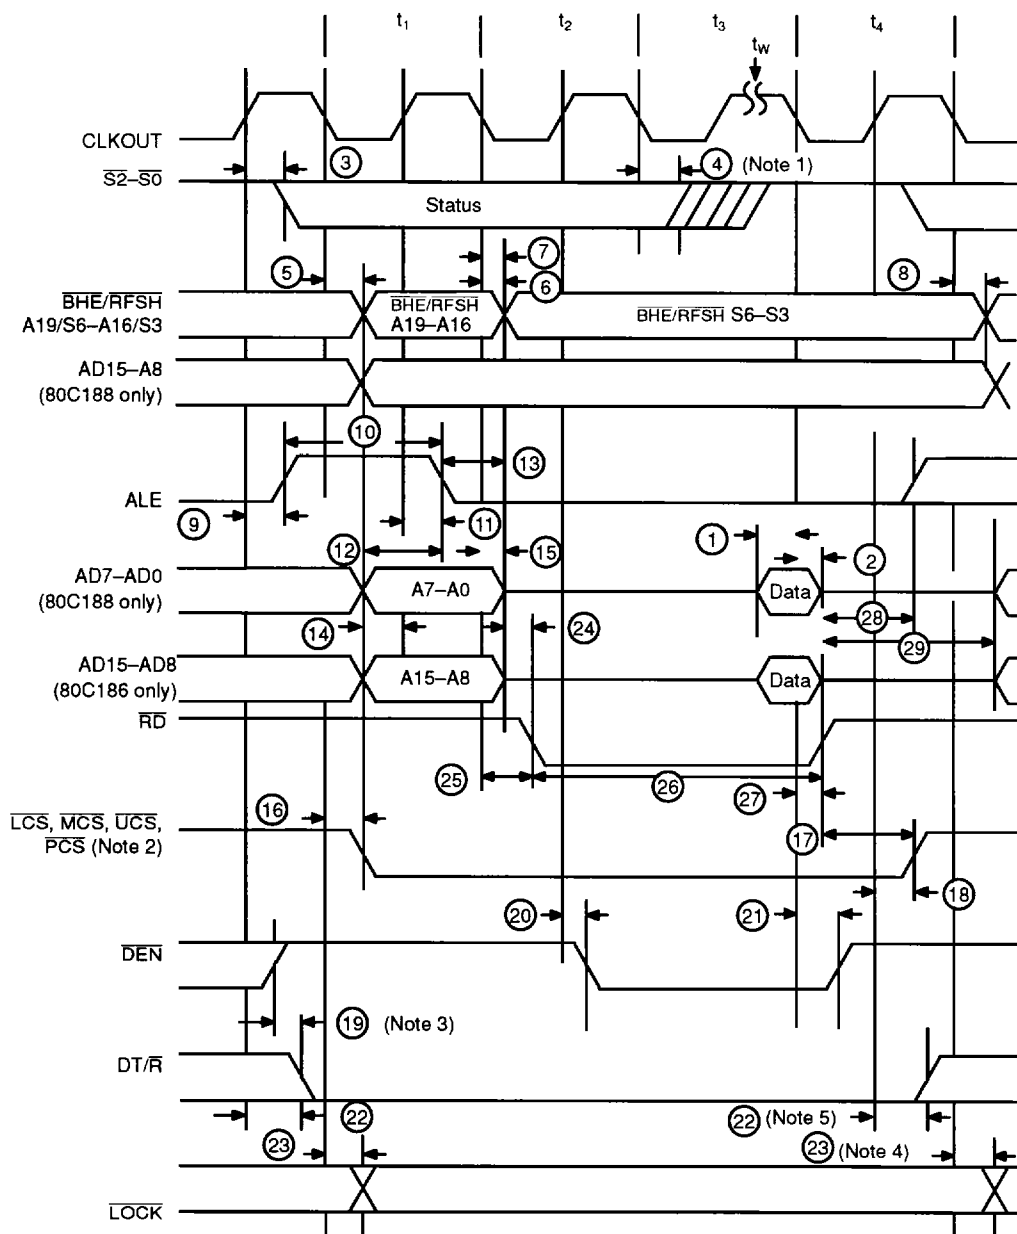 t1 t2 t3 t4
tW
CLKOUT
3
4 (Note 1)
S2–S0
Status
7
5
6
8
BHE/RFSH
A19/S6–A16/S3
BHE/RFSH
A19–A16
BHE/RFSH S6–S3
AD15–A8
(80C188 only)
10
13
ALE
9
11
1
12
15
2
AD7–AD0
(80C188 only)
A7–A0
Data
28
14
24
29
AD15–AD8
(80C186 only)
A15–A8
Data
RD
25
26
27
16
LCS, MCS, UCS,
PCS (Note 2)
17
18
20
21
DEN
19 (Note 3)
DT/R
22
22 (Note 5)
23
23 (Note 4)
LOCK